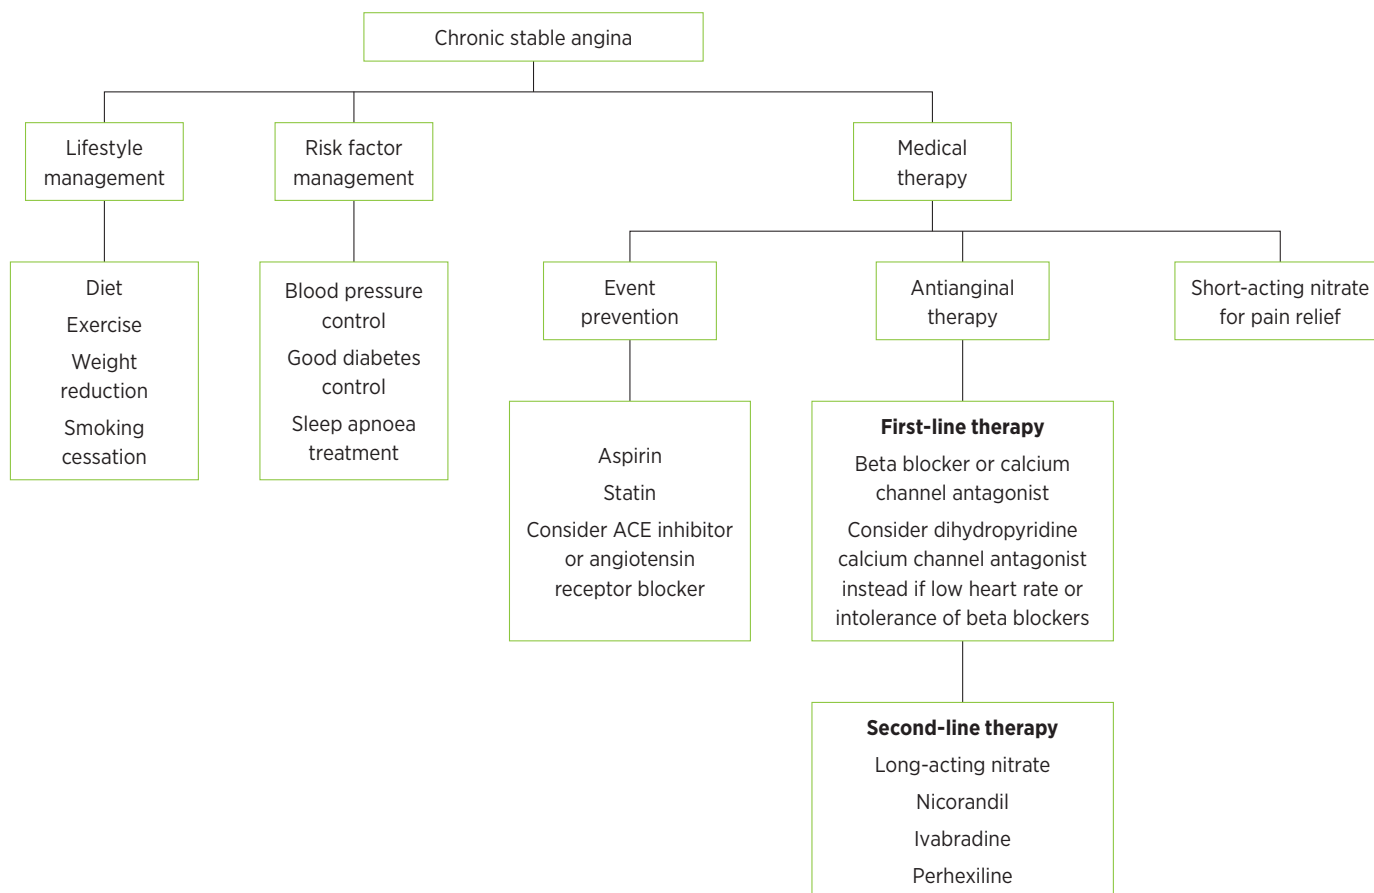 Chronic stable angina
Lifestyle
management
Risk factor
management
Medical
therapy
Diet
Exercise
Weight
reduction
Smoking
cessation
Blood pressure
control
Good diabetes
control
Sleep apnoea
treatment
Event
prevention
Antianginal
therapy
Short-acting nitrate
for pain relief
Aspirin
Statin
Consider ACE inhibitor
or angiotensin
receptor blocker
First-line therapy
Beta blocker or calcium
channel antagonist
Consider dihydropyridine
calcium channel antagonist
instead if low heart rate or
intolerance of beta blockers
Second-line therapy
Long-acting nitrate
Nicorandil
Ivabradine
Perhexiline